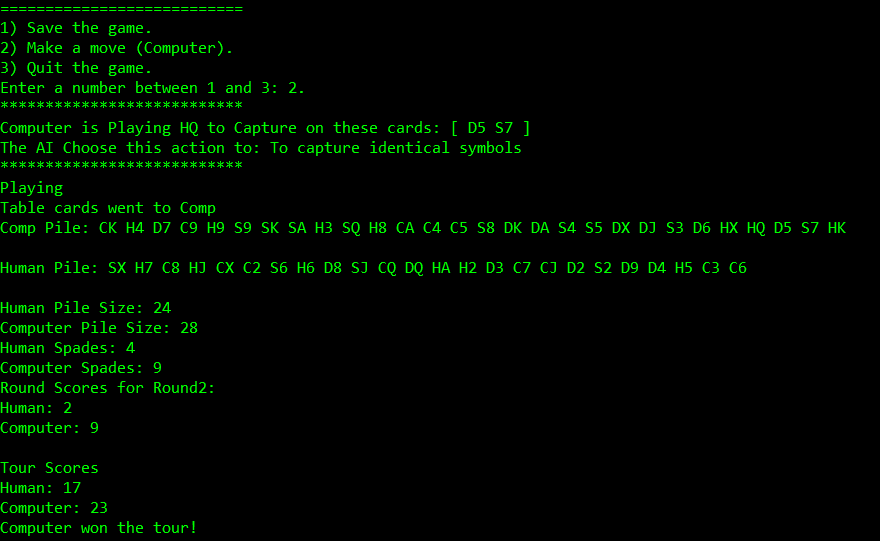 ===========================
1) Save the game.
2) Make a move (Computer).
3) Quit the game.
Enter a number between 1 and 3: 2.
***************************
Computer is Playing HQ to Capture on these cards: [ D5 S7 ]
The AI Choose this action to: To capture identical symbols
***************************
Playing
Table cards went to Comp
Comp Pile: CK H4 D7 C9 H9 S9 SK SA H3 SQ H8 CA C4 C5 S8 DK DA S4 S5 DX DJ S3 D6 HX HQ D5 S7 HK
Human Pile: SX H7 C8 HJ CX C2 S6 H6 D8 SJ CQ DQ HA H2 D3 C7 CJ D2 S2 D9 D4 H5 C3 C6
Human Pile Size: 24
Computer Pile Size: 28
Human Spades: 4
Computer Spades: 9
Round Scores for Round2:
Human: 2
Computer: 9
Tour Scores
Human: 17
Computer: 23
Computer won the tour!